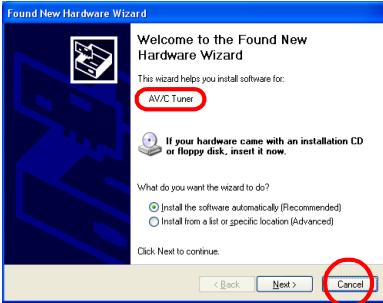 Found New Hardware Wizard
Welcome to the Found New
Hardware Wizard
This wizard helps you install software for:
AV/C Tuner
If your hardware came with an installation CD
or floppy disk, insert it now.
What do you want the wizard to do?
Install the software automatically (Recommended)
Install from a list or specific location (Advanced)
Click Next to continue.
< Back Next > Cancel